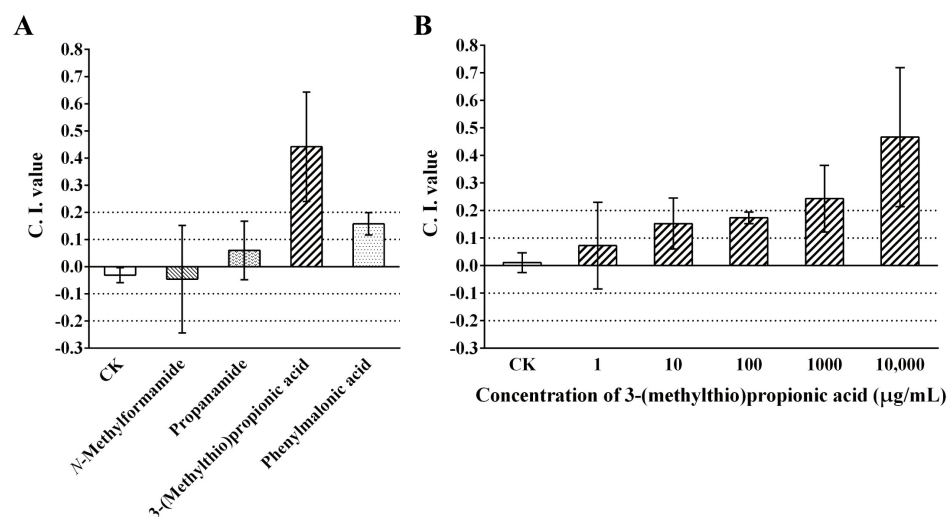 A
C. I. value
0.8
0.7
0.6
0.5
0.4
0.3
0.2
0.1
0.0
-0.1
-0.2
-0.3
CK
N-Methylformamide
Propanamide
3-(Methylthio)propionic acid
Phenylmalonic acid
B
C. I. value
0.8
0.7
0.6
0.5
0.4
0.3
0.2
0.1
0.0
-0.1
-0.2
-0.3
CK 1 10 100 1000 10,000
Concentration of 3-(methylthio)propionic acid (μg/mL)